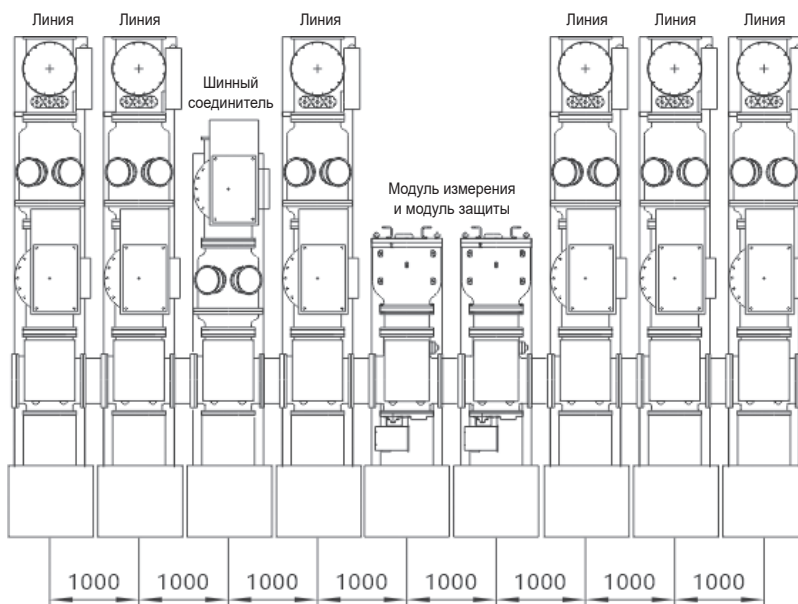 Линия
Линия
Линия
Линия
Линия
Линия
Шинный
соединитель
Модуль измерения
и модуль защиты
1000
1000
1000
1000
1000
1000
1000
1000